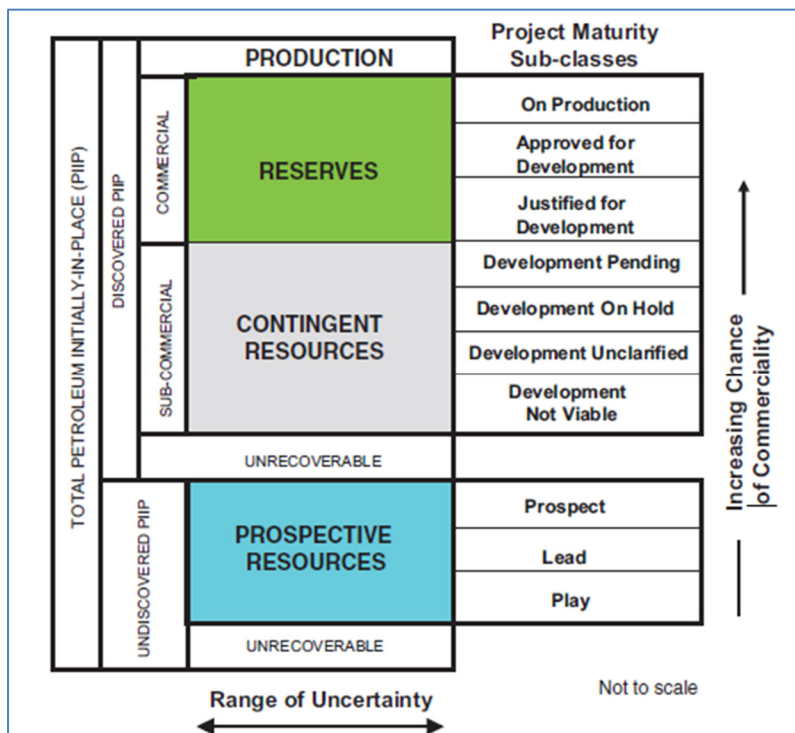 Project Maturity
Sub-classes
PRODUCTION
TOTAL PETROLEUM INITIALLY-IN-PLACE (PIIP)
DISCOVERED PIIP
COMMERCIAL
RESERVES
On Production
Approved for
Development
Justified for
Development
SUB-COMMERCIAL
CONTINGENT
RESOURCES
Development Pending
Development On Hold
Development Unclarified
Development
Not Viable
UNRECOVERABLE
UNDISCOVERED PIIP
PROSPECTIVE
RESOURCES
Prospect
Lead
Play
UNRECOVERABLE
Increasing Chance
of Commerciality
Range of Uncertainty
Not to scale